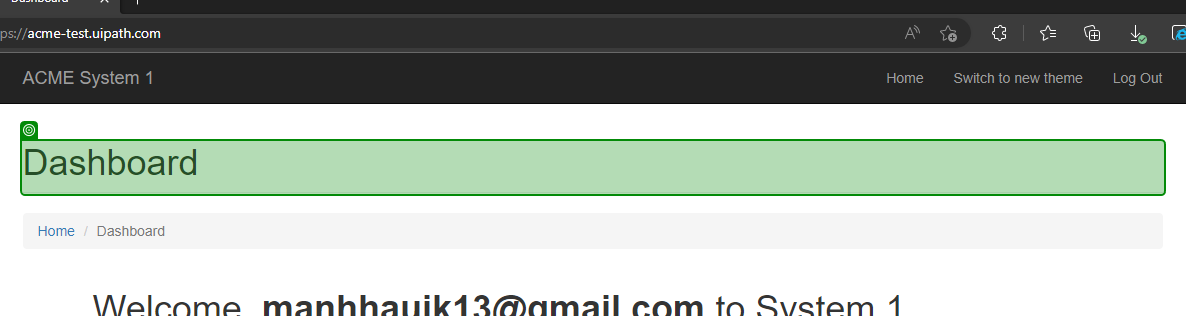 Dashboard
ps://acme-test.uipath.com
ACME System 1 Home Switch to new theme Log Out
Dashboard
Home / Dashboard
Welcome, manhhauik13@gmail.com to System 1